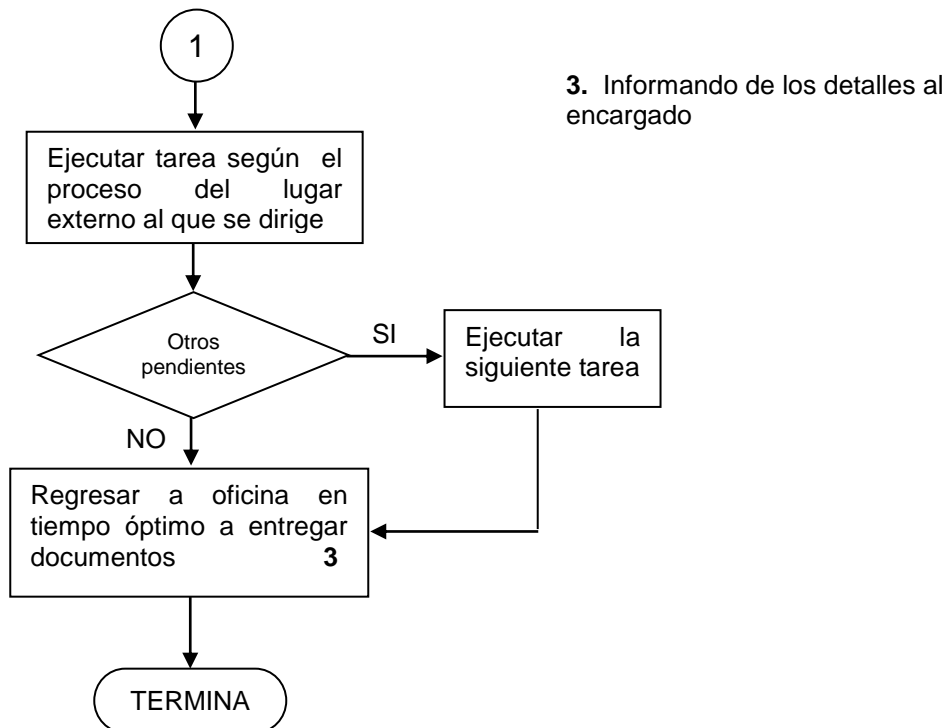 1
3. Informando de los detalles al
encargado
Ejecutar tarea según el
proceso del lugar
externo al que se dirige
Otros
pendientes
SI
Ejecutar la
siguiente tarea
NO
Regresar a oficina en
tiempo óptimo a entregar
documentos 3
TERMINA